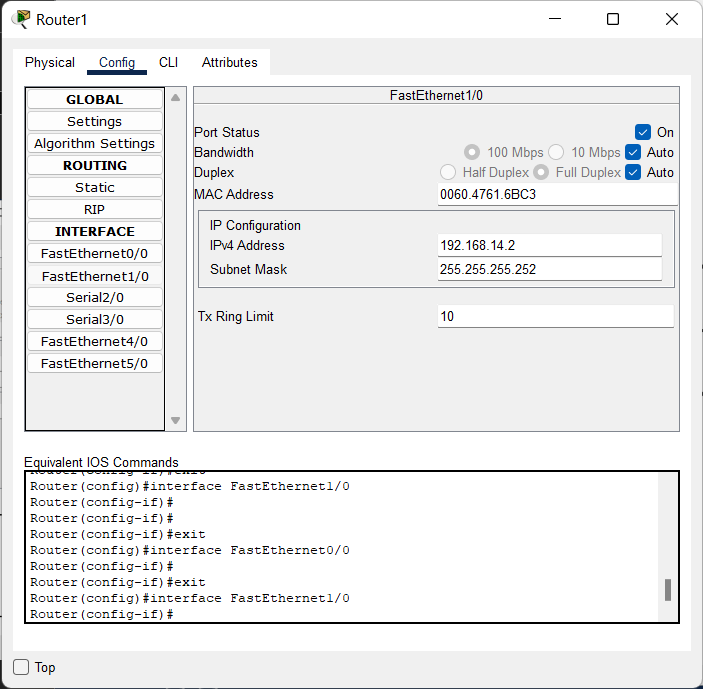 Router1
Physical Config CLI Attributes
GLOBAL
Settings
Algorithm Settings
ROUTING
Static
RIP
INTERFACE
FastEthernet0/0
FastEthernet1/0
Serial2/0
Serial3/0
FastEthernet4/0
FastEthernet5/0
FastEthernet1/0
Port Status On
Bandwidth 100 Mbps 10 Mbps Auto
Duplex Half Duplex Full Duplex Auto
MAC Address 0060.4761.6BC3
IP Configuration
IPv4 Address 192.168.14.2
Subnet Mask 255.255.255.252
Tx Ring Limit 10
Equivalent IOS Commands
Router(config-if)#exit
Router(config)#interface FastEthernet1/0
Router(config-if)#
Router(config-if)#
Router(config-if)#exit
Router(config)#interface FastEthernet0/0
Router(config-if)#
Router(config-if)#exit
Router(config)#interface FastEthernet1/0
Router(config-if)#
Top